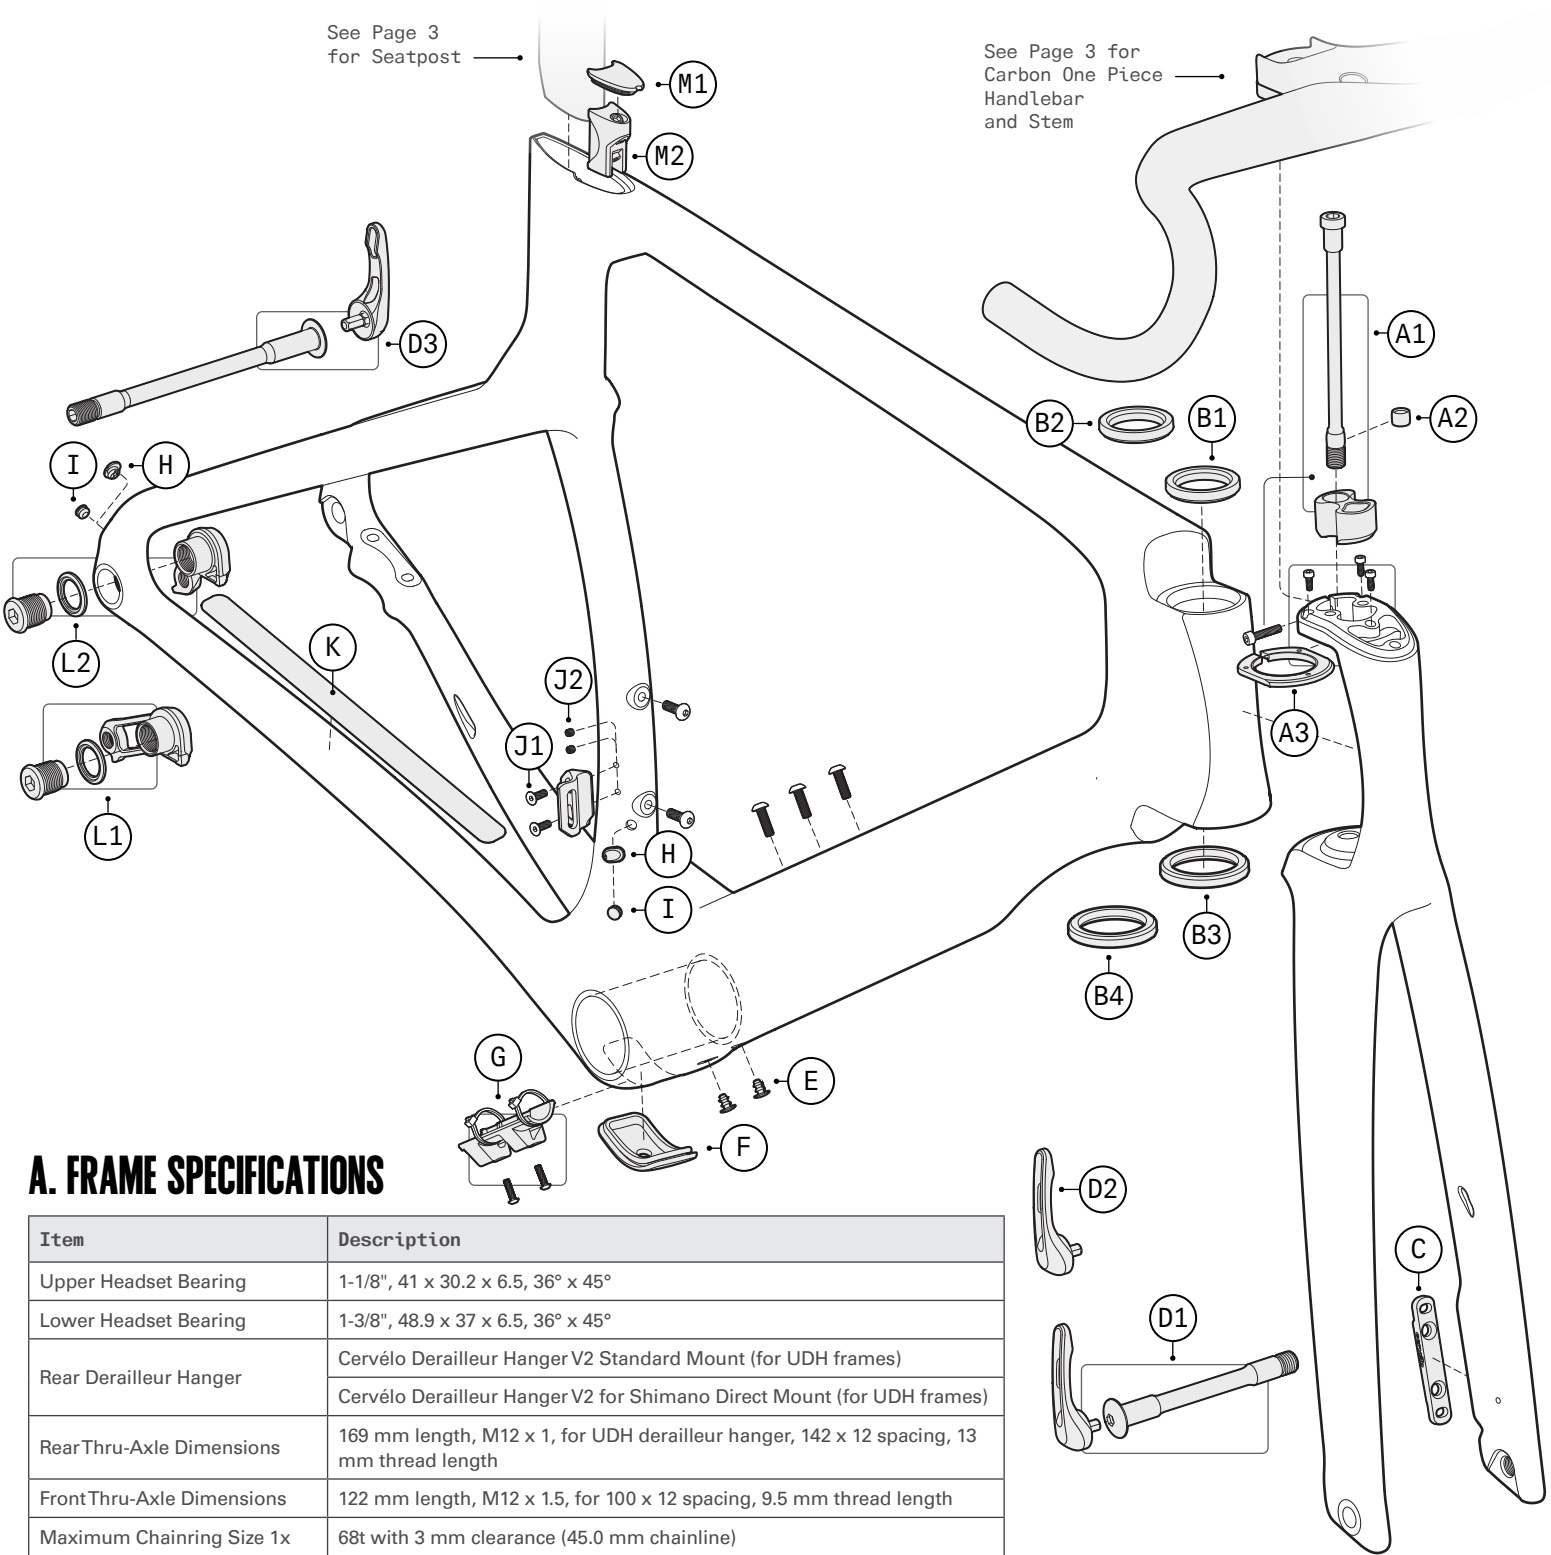 See Page 3
for Seatpost
See Page 3 for
Carbon One Piece
Handlebar
and Stem
M1
M2
D3
A1
A2
B2
B1
I
H
L2
K
J2
J1
A3
L1
H
I
B3
B4
G
E
F
D2
C
D1
A. FRAME SPECIFICATIONS
Item Description
Upper Headset Bearing 1-1/8", 41 x 30.2 x 6.5, 36° x 45°
Lower Headset Bearing 1-3/8", 48.9 x 37 x 6.5, 36° x 45°
Rear Derailleur Hanger Cervélo Derailleur Hanger V2 Standard Mount (for UDH frames)
Cervélo Derailleur Hanger V2 for Shimano Direct Mount (for UDH frames)
Rear Thru-Axle Dimensions 169 mm length, M12 x 1, for UDH derailleur hanger, 142 x 12 spacing, 13
mm thread length
Front Thru-Axle Dimensions 122 mm length, M12 x 1.5, for 100 x 12 spacing, 9.5 mm thread length
Maximum Chainring Size 1x 68t with 3 mm clearance (45.0 mm chainline)